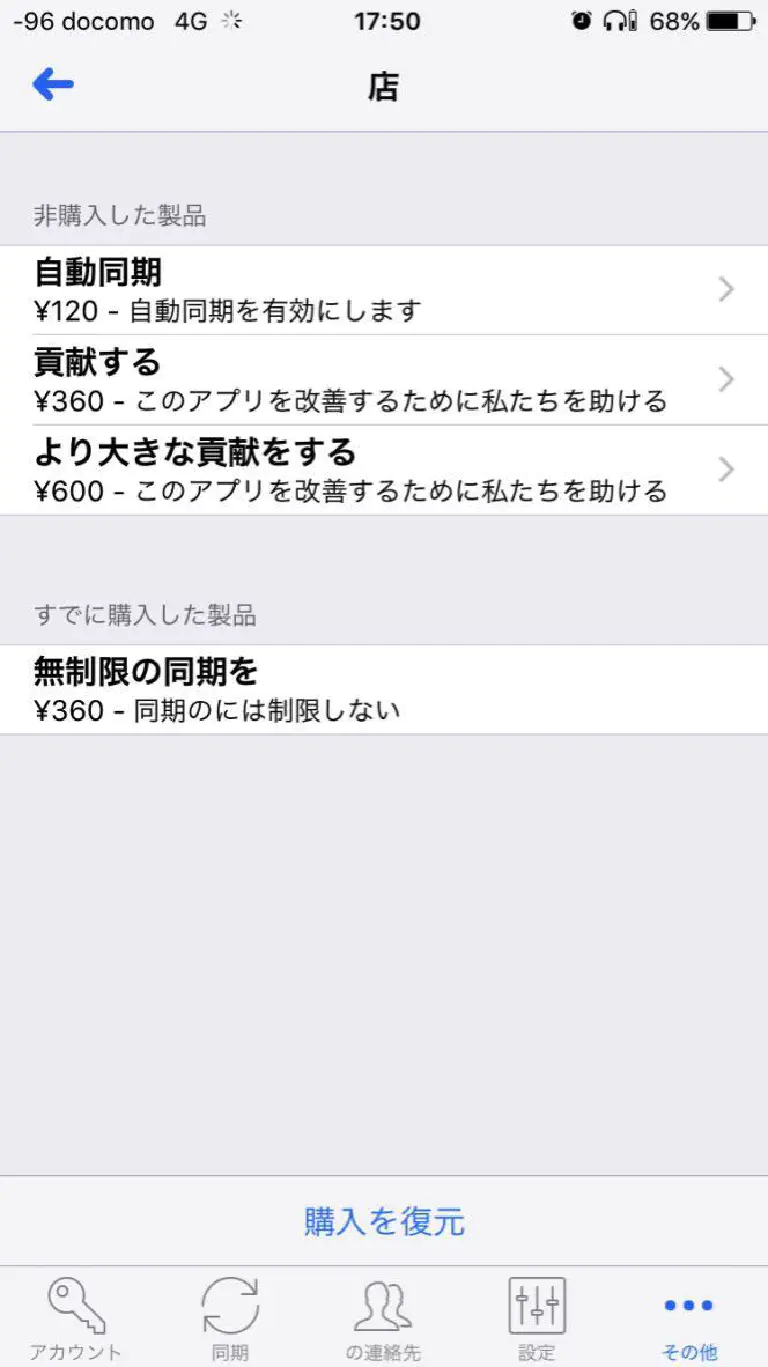 -96 docomo 4G 17:50 68%
店
非購入した製品
自動同期
¥120 - 自動同期を有効にします
貢献する
¥360 - このアプリを改善するために私たちを助ける
より大きな貢献をする
¥600 - このアプリを改善するために私たちを助ける
すでに購入した製品
無制限の同期を
¥360 - 同期のには制限しない
購入を復元
アカウント 同期 の連絡先 設定 その他